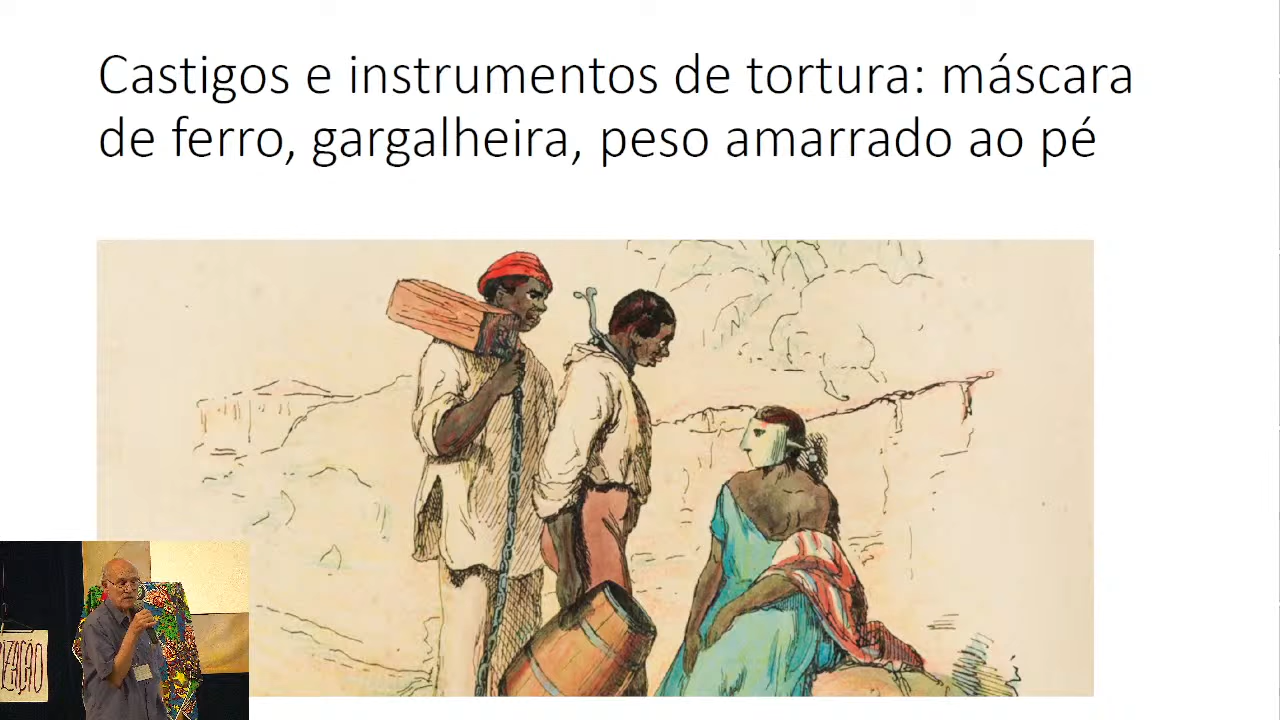 Castigos e instrumentos de tortura: máscara
de ferro, gargalheira, peso amarrado ao pé